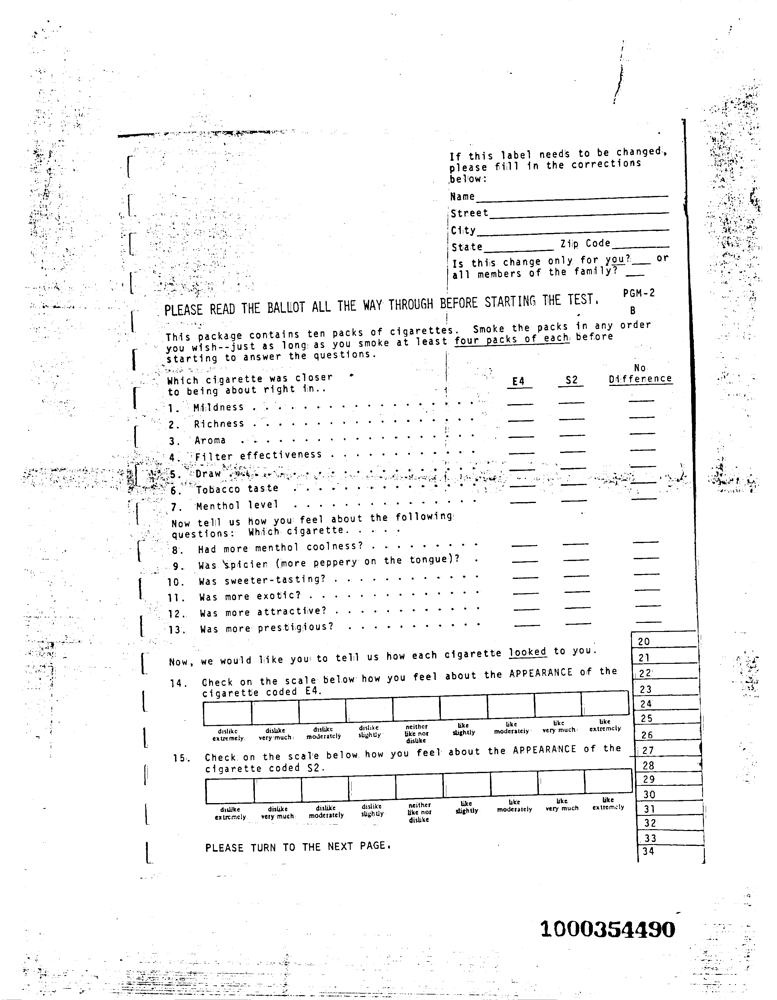 If this label needs to be changed,
please fill in the corrections
below:
Name
Street
City
State Zip Code
Is this change only for you? or
all members of the family?
PGM-2
PLEASE READ THE BALLOT ALL THE WAY THROUGH BEFORE STARTING THE TEST.
B
This package contains ten packs of cigarettes. Smoke the packs in any order
you wish--just as long as you smoke at least four packs of each before
starting to answer the questions.
Which cigarette was closer
to being about right in..
E4 S2 No Difference
1. Mildness . . . . . . . . . . . . . . . .
2. Richness . . . . . . . . . . . . . . . .
3. Aroma . . . . . . . . . . . . . . . . .
4. Filter effectiveness . . . . . . . . . .
5. Draw . . . . . . . . . . . . . . . . . .
6. Tobacco taste . . . . . . . . . . . . .
7. Menthol level . . . . . . . . . . . . .
Now tell us how you feel about the following
questions: Which cigarette. . . . .
8. Had more menthol coolness? . . . . . . . .
9. Was spicier (more peppery on the tongue)? .
10. Was sweeter-tasting? . . . . . . . . . . .
11. Was more exotic? . . . . . . . . . . . . .
12. Was more attractive? . . . . . . . . . . .
13. Was more prestigious? . . . . . . . . . .
Now, we would like you to tell us how each cigarette looked to you.
14. Check on the scale below how you feel about the APPEARANCE of the
cigarette coded E4.
dislike extremely
dislike very much
dislike moderately
dislike slightly
neither like nor dislike
like slightly
like moderately
like very much
like extremely
15. Check on the scale below how you feel about the APPEARANCE of the
cigarette coded S2.
dislike extremely
dislike very much
dislike moderately
dislike slightly
neither like nor dislike
like slightly
like moderately
like very much
like extremely
PLEASE TURN TO THE NEXT PAGE.
20
21
22
23
24
25
26
27
28
29
30
31
32
33
34
1000354490